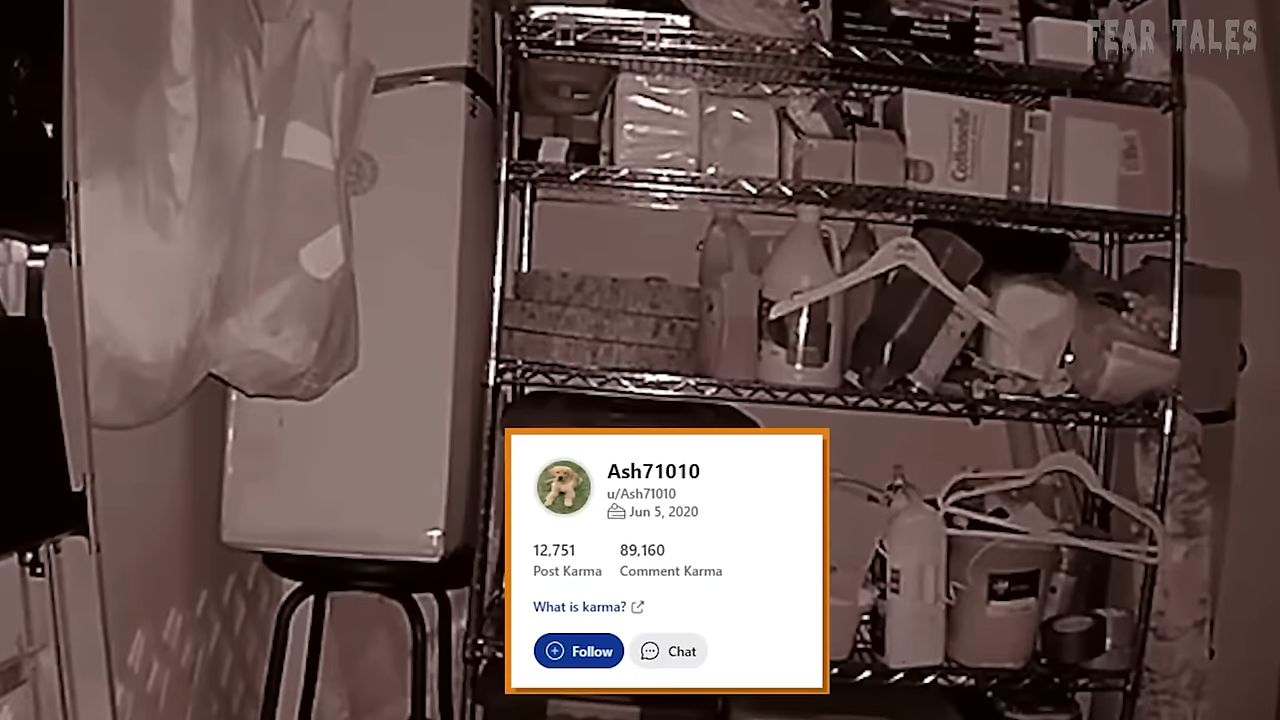 FEAR TALES
Cottonelle
Ash71010
u/Ash71010
Jun 5, 2020
12,751
89,160
Post Karma
Comment Karma
What is karma?
Follow
Chat